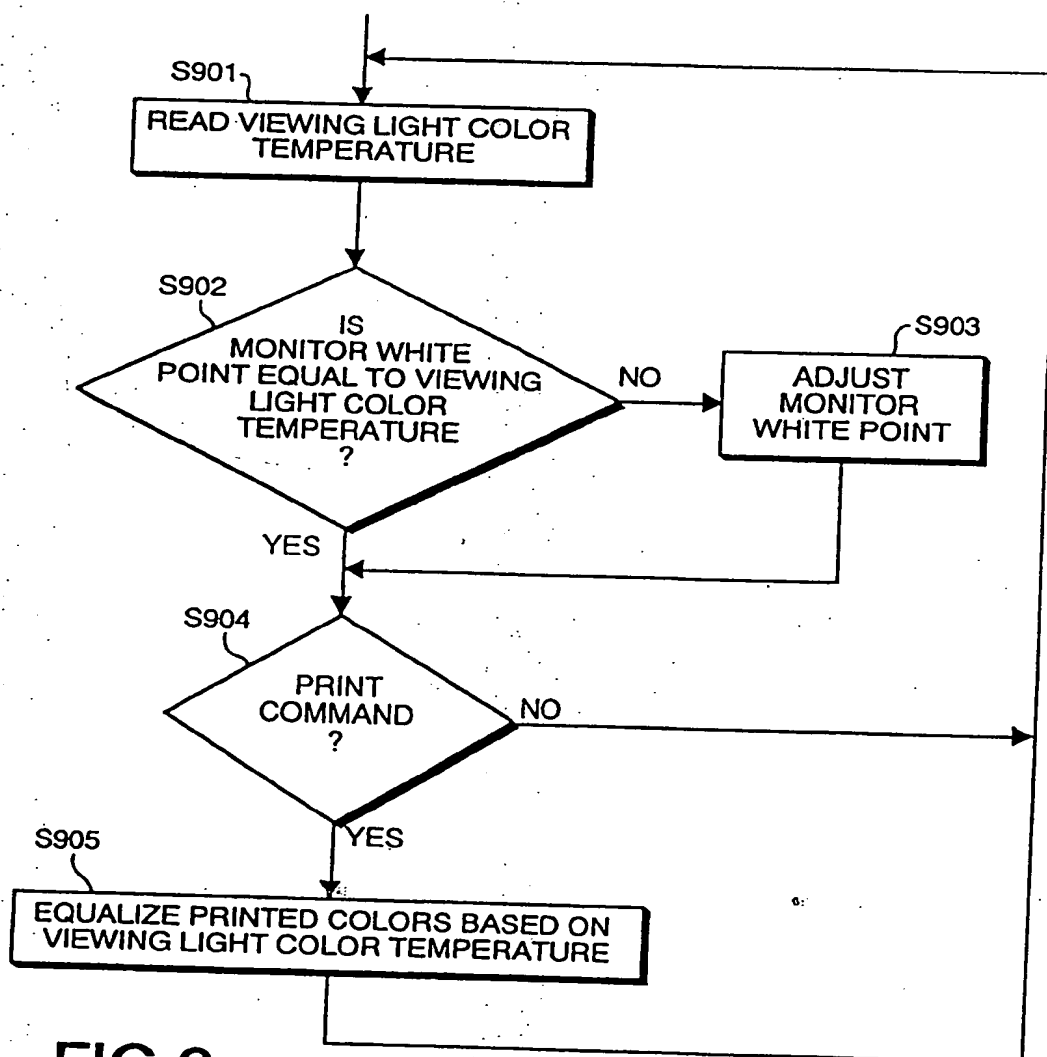 S901
READ VIEWING LIGHT COLOR
TEMPERATURE
S902
IS
MONITOR WHITE
POINT EQUAL TO VIEWING
LIGHT COLOR
TEMPERATURE
?
NO
S903
ADJUST
MONITOR
WHITE POINT
YES
S904
PRINT
COMMAND
?
NO
YES
S905
EQUALIZE PRINTED COLORS BASED ON
VIEWING LIGHT COLOR TEMPERATURE